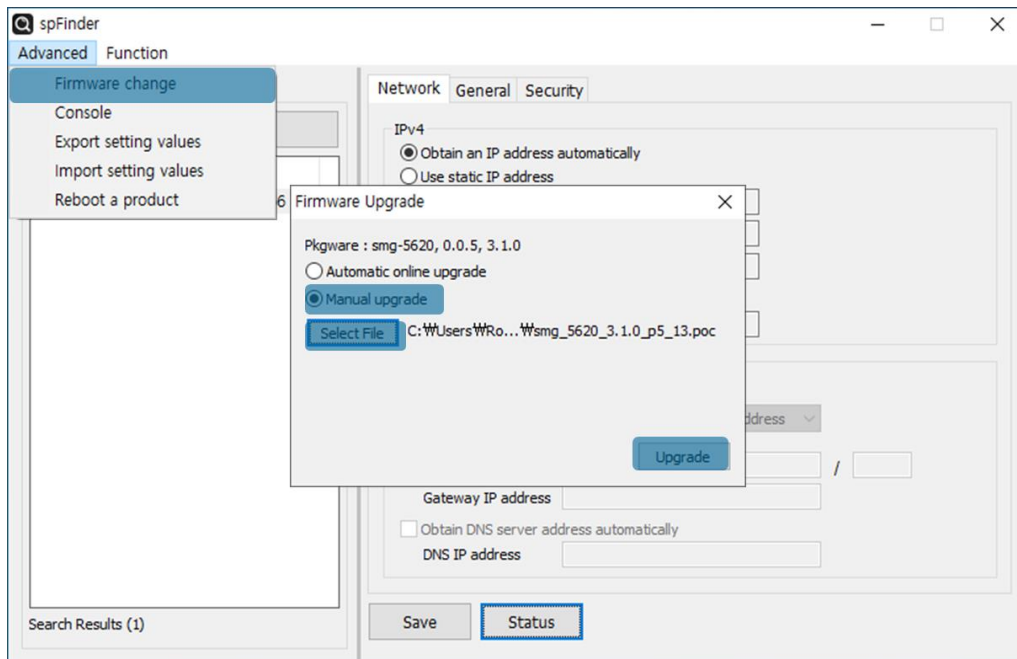 spFinder
Advanced Function
Firmware change
Console
Export setting values
Import setting values
Reboot a product
6
Search Results (1)
Network General Security
IPv4
Obtain an IP address automatically
Use static IP address
Firmware Upgrade
Pkgware : smg-5620, 0.0.5, 3.1.0
Automatic online upgrade
Manual upgrade
Select File C:₩Users₩Ro...₩smg_5620_3.1.0_p5_13.poc
Upgrade
ddress
/
Gateway IP address
Obtain DNS server address automatically
DNS IP address
Save Status